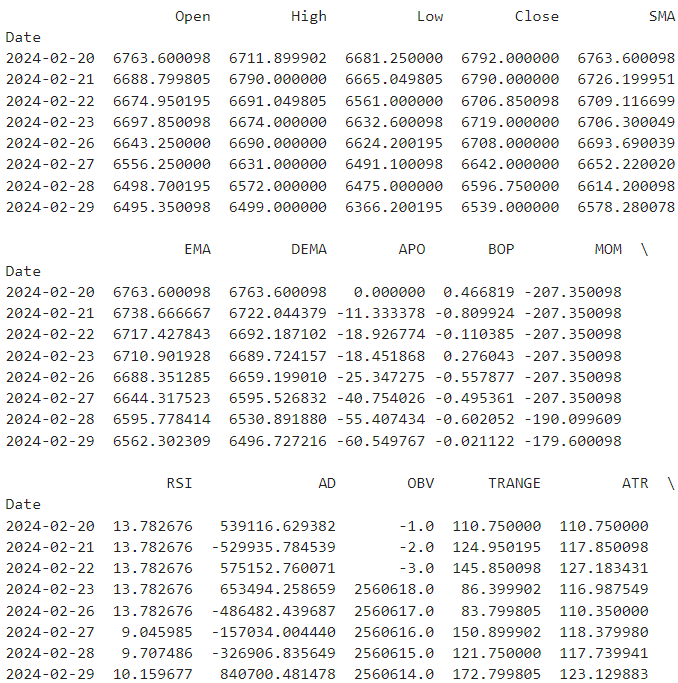 Open High Low Close SMA
Date
2024-02-20 6763.600098 6711.899902 6681.250000 6792.000000 6763.600098
2024-02-21 6688.799805 6790.000000 6665.049805 6790.000000 6726.199951
2024-02-22 6674.950195 6691.049805 6561.000000 6706.850098 6709.116699
2024-02-23 6697.850098 6674.000000 6632.600098 6719.000000 6706.300049
2024-02-26 6643.250000 6690.000000 6624.200195 6708.000000 6693.690039
2024-02-27 6556.250000 6631.000000 6491.100098 6642.000000 6652.220020
2024-02-28 6498.700195 6572.000000 6475.000000 6596.750000 6614.200098
2024-02-29 6495.350098 6499.000000 6366.200195 6539.000000 6578.280078
EMA DEMA APO BOP MOM \
Date
2024-02-20 6763.600098 6763.600098 0.000000 0.466819 -207.350098
2024-02-21 6738.666667 6722.044379 -11.333378 -0.809924 -207.350098
2024-02-22 6717.427843 6692.187102 -18.926774 -0.110385 -207.350098
2024-02-23 6710.901928 6689.724157 -18.451868 0.276043 -207.350098
2024-02-26 6688.351285 6659.199010 -25.347275 -0.557877 -207.350098
2024-02-27 6644.317523 6595.526832 -40.754026 -0.495361 -207.350098
2024-02-28 6595.778414 6530.891880 -55.407434 -0.602052 -190.099609
2024-02-29 6562.302309 6496.727216 -60.549767 -0.021122 -179.600098
RSI AD OBV TRANGE ATR \
Date
2024-02-20 13.782676 539116.629382 -1.0 110.750000 110.750000
2024-02-21 13.782676 -529935.784539 -2.0 124.950195 117.850098
2024-02-22 13.782676 575152.760071 -3.0 145.850098 127.183431
2024-02-23 13.782676 653494.258659 2560618.0 86.399902 116.987549
2024-02-26 13.782676 -486482.439687 2560617.0 83.799805 110.350000
2024-02-27 9.045985 -157034.004440 2560616.0 150.899902 118.379980
2024-02-28 9.707486 -326906.835649 2560615.0 121.750000 117.739941
2024-02-29 10.159677 840700.481478 2560614.0 172.799805 123.129883